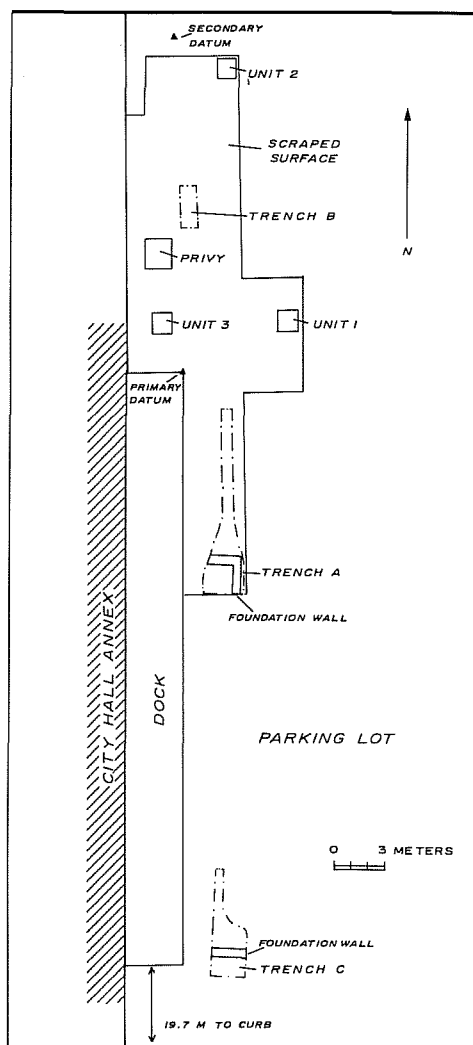 SECONDARY
DATUM
UNIT 2
SCRAPED
SURFACE
TRENCH B
N
PRIVY
UNIT 3
UNIT 1
PRIMARY
DATUM
TRENCH A
FOUNDATION WALL
CITY HALL ANNEX
DOCK
PARKING LOT
0 3 METERS
FOUNDATION WALL
TRENCH C
19.7 M TO CURB